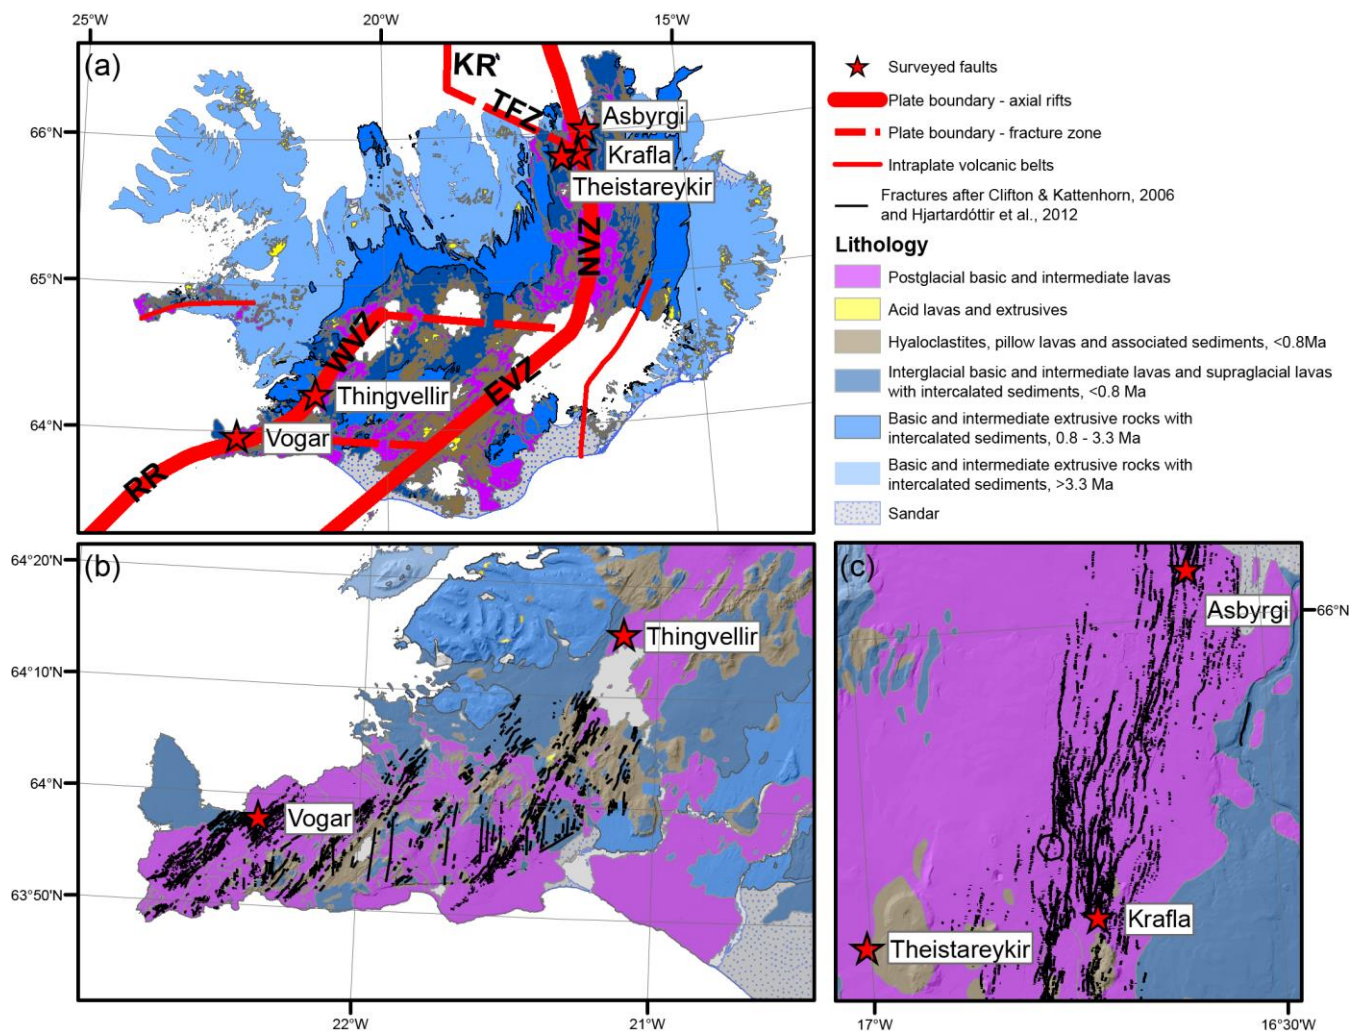 25°W
20°W
15°W
(a)
KR
TFZ
66°N
Asbyrgi
Krafla
Theistareykir
NVZ
65°N
WVZ
EVZ
Thingvellir
64°N
Vogar
RR
Surveyed faults
Plate boundary - axial rifts
Plate boundary - fracture zone
Intraplate volcanic belts
Fractures after Clifton & Kattenhorn, 2006
and Hjartardóttir et al., 2012
Lithology
Postglacial basic and intermediate lavas
Acid lavas and extrusives
Hyaloclastites, pillow lavas and associated sediments, <0.8Ma
Interglacial basic and intermediate lavas and supraglacial lavas
with intercalated sediments, <0.8 Ma
Basic and intermediate extrusive rocks with
intercalated sediments, 0.8 - 3.3 Ma
Basic and intermediate extrusive rocks with
intercalated sediments, >3.3 Ma
Sandar
64°20'N
(b)
Thingvellir
64°10'N
64°N
Vogar
63°50'N
22°W
21°W
(c)
Asbyrgi
66°N
Krafla
Theistareykir
17°W
16°30'W